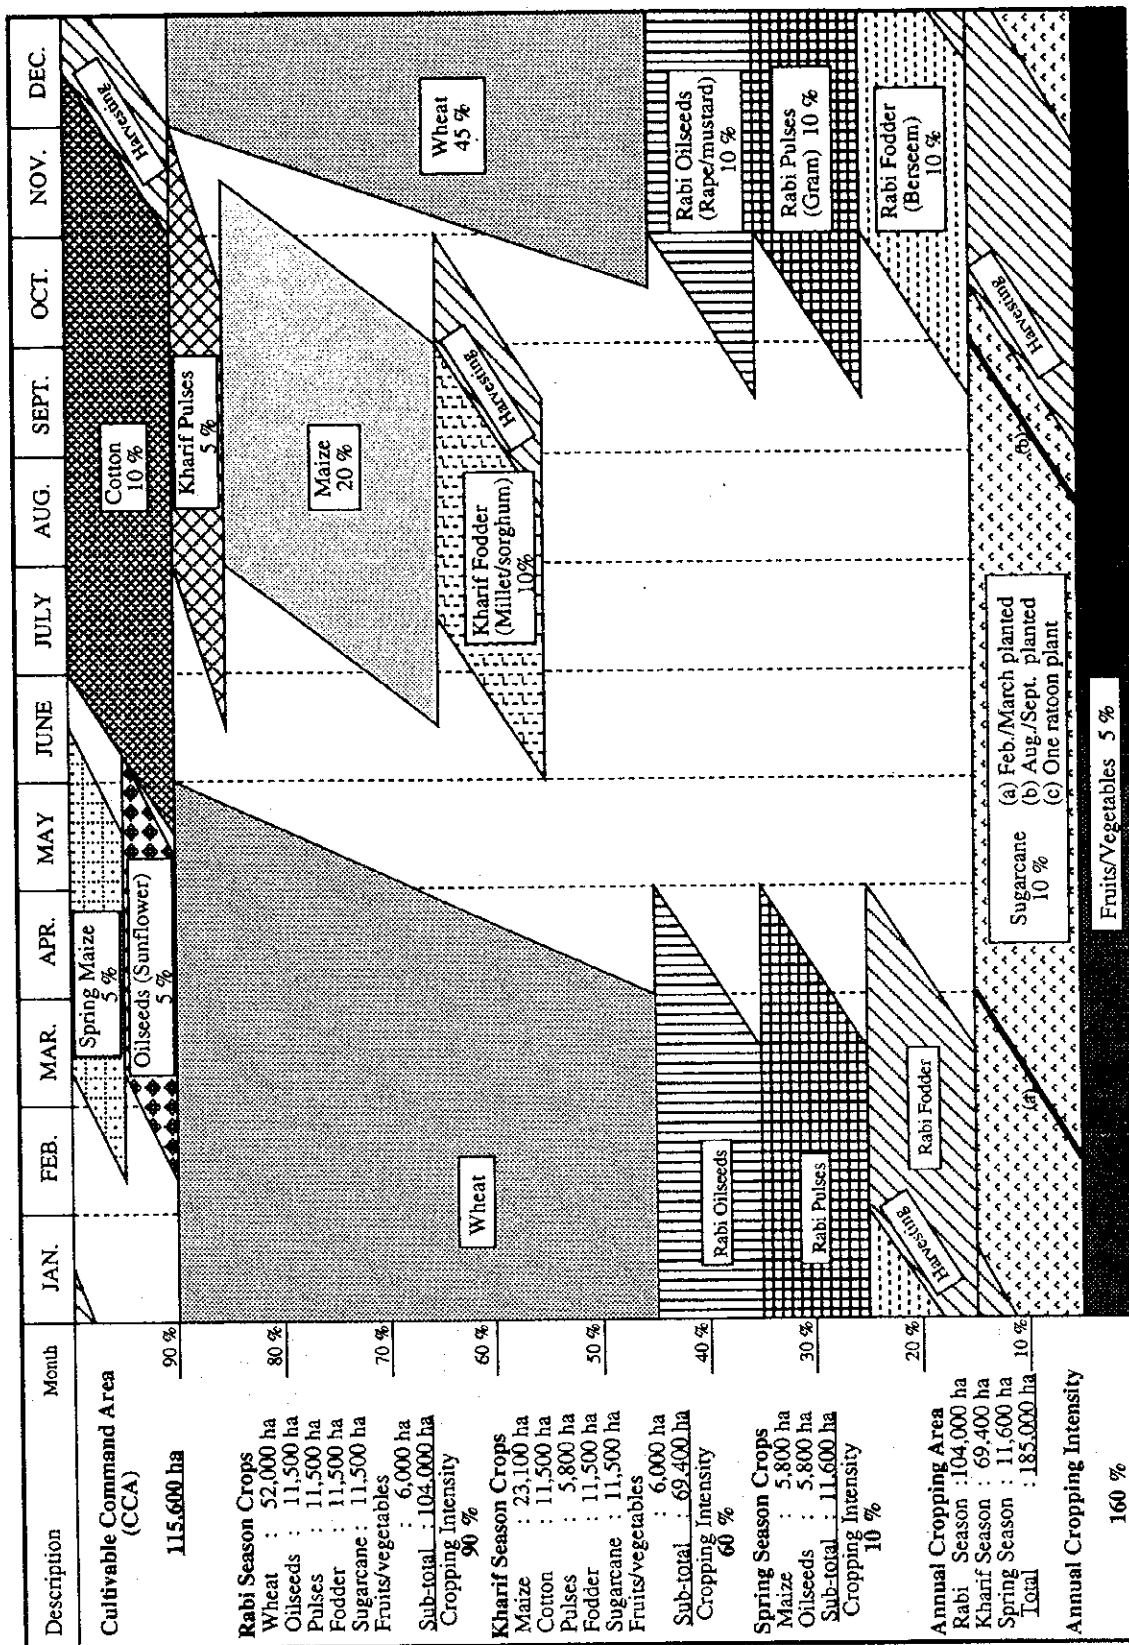 Description
Month
JAN.
FEB.
MAR.
APR.
MAY
JUNE
JULY
AUG.
SEPT.
OCT.
NOV.
DEC.
Cultivable Command Area
(CCA)
115,600 ha
Rabi Season Crops
Wheat : 52,000 ha
Oilseeds : 11,500 ha
Pulses : 11,500 ha
Fodder : 11,500 ha
Sugarcane : 11,500 ha
Fruits/vegetables
: 6,000 ha
Sub-total : 104,000 ha
Cropping Intensity
90 %
Kharif Season Crops
Maize : 23,100 ha
Cotton : 11,500 ha
Pulses : 5,800 ha
Fodder : 11,500 ha
Sugarcane : 11,500 ha
Fruits/vegetables
: 6,000 ha
Sub-total : 69,400 ha
Cropping Intensity
60 %
Spring Season Crops
Maize : 5,800 ha
Oilseeds : 5,800 ha
Sub-total : 11,600 ha
Cropping Intensity
10 %
Annual Cropping Area
Rabi Season :104,000 ha
Kharif Season : 69,400 ha
Spring Season : 11,600 ha
Total : 185,000 ha
Annual Cropping Intensity
160 %
90 %
80 %
70 %
60 %
50 %
40 %
30 %
20 %
10 %
Spring Maize
5 %
Oilseeds (Sunflower)
5 %
Cotton
10 %
Harvesting
Kharif Pulses
5 %
Maize
20 %
Kharif Fodder
(Millet/sorghum)
10%
Harvesting
Wheat
Wheat
45 %
Rabi Oilseeds
Rabi Oilseeds
(Rape/mustard)
10 %
Rabi Pulses
Rabi Pulses
(Gram) 10 %
Harvesting
Rabi Fodder
Rabi Fodder
(Berseem)
10 %
Harvesting
(a)
(b)
Sugarcane
10 %
(a) Feb./March planted
(b) Aug./Sept. planted
(c) One ratoon plant
Fruits/Vegetables 5 %